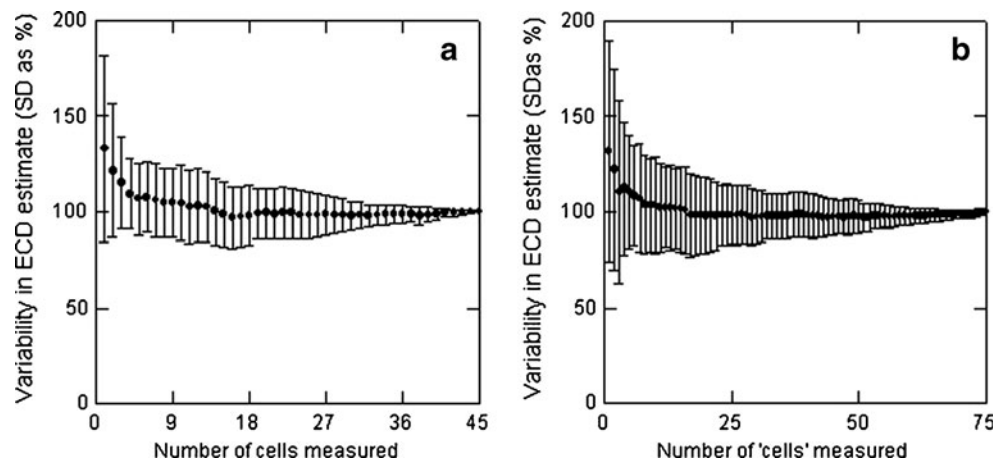 a
Variability in ECD estimate (SD as %)
200
150
100
50
0
0 9 18 27 36 45
Number of cells measured
b
Variability in ECD estimate (SDas %)
200
150
100
50
0
0 25 50 75
Number of 'cells' measured